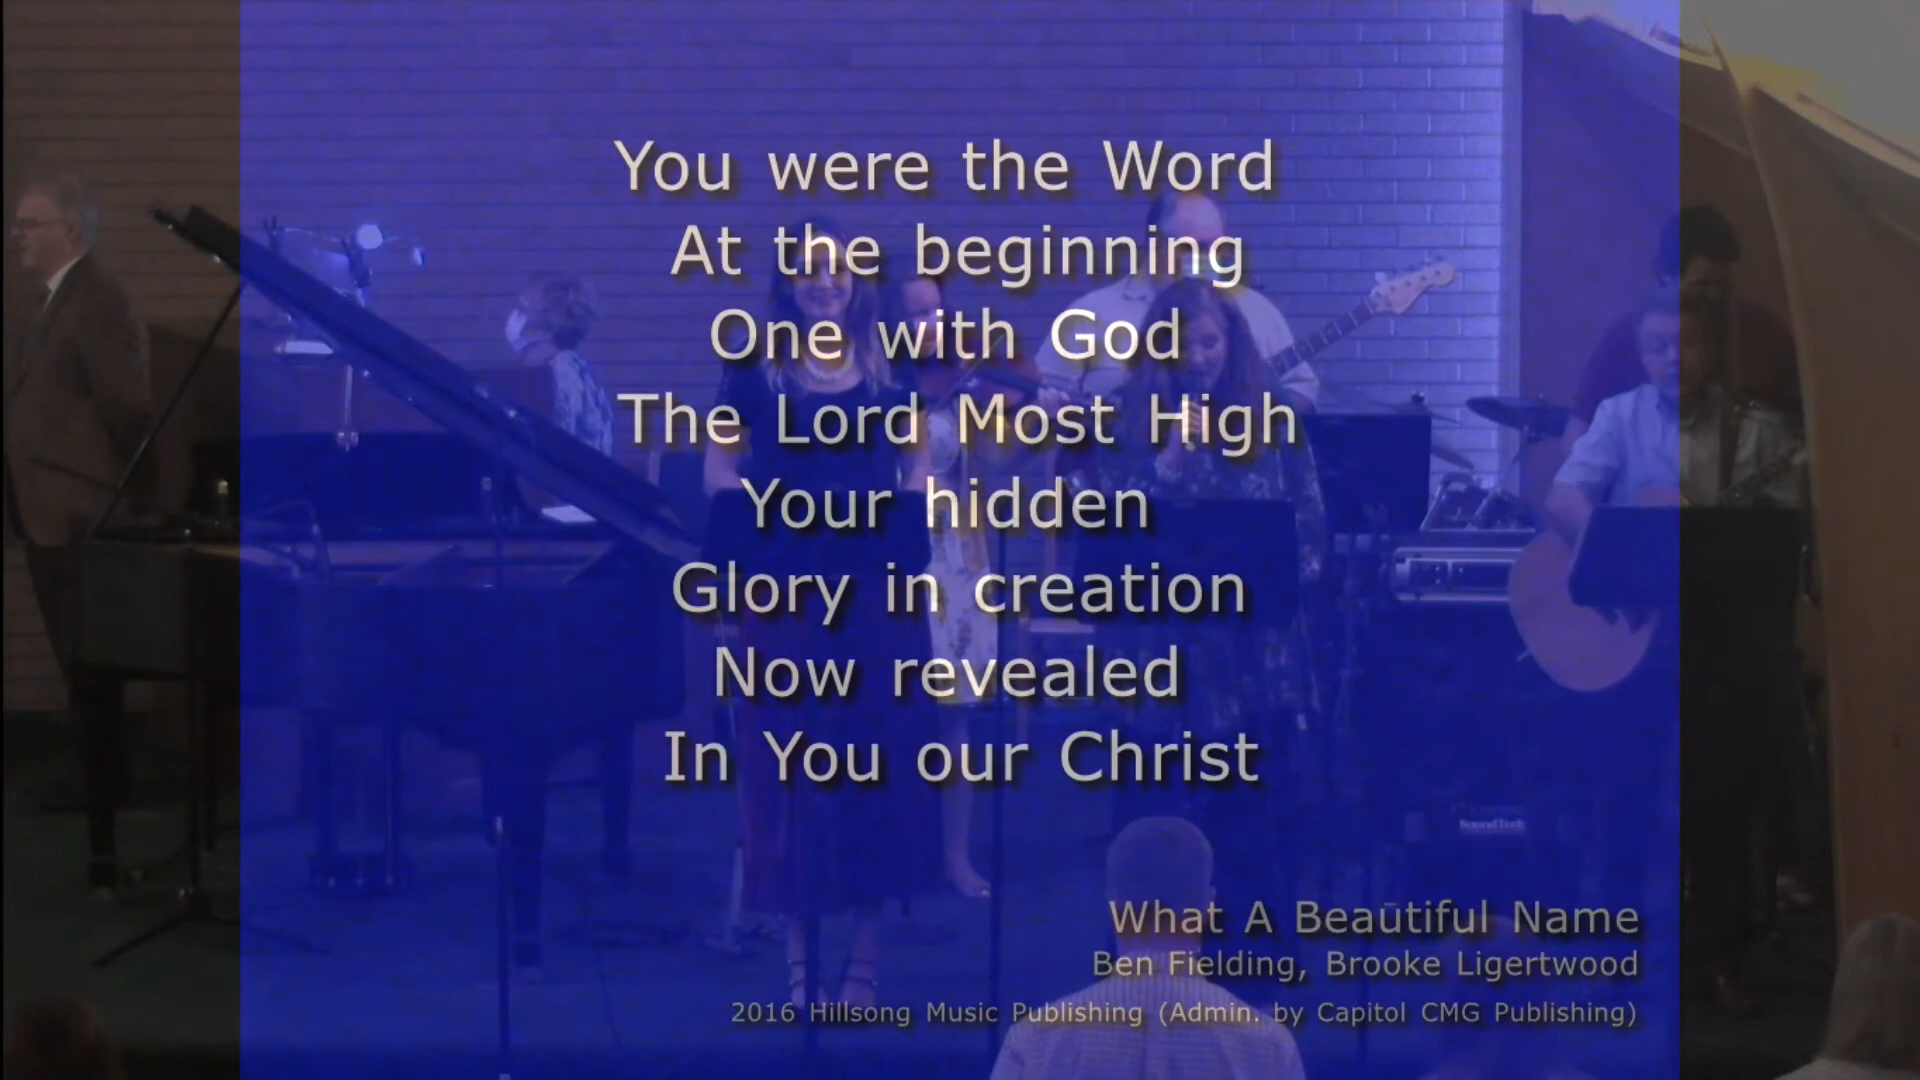 You were the Word
At the beginning
One with God
The Lord Most High
Your hidden
Glory in creation
Now revealed
In You our Christ
SoundTech
What A Beautiful Name
Ben Fielding, Brooke Ligertwood
2016 Hillsong Music Publishing (Admin. by Capitol CMG Publishing)